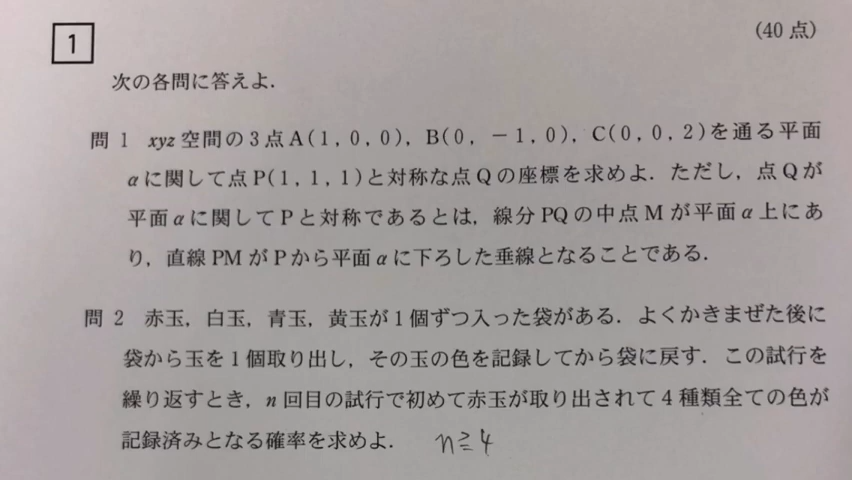 (40 点)
1
次の各問に答えよ.
問 1 xyz 空間の 3 点 A(1, 0, 0), B(0, −1, 0), C(0, 0, 2) を通る平面
αに関して点 P(1, 1, 1) と対称な点 Q の座標を求めよ. ただし, 点 Q が
平面 α に関して P と対称であるとは, 線分 PQ の中点 M が平面 α 上にあ
り, 直線 PM が P から平面 α に下ろした垂線となることである.
問 2 赤玉, 白玉, 青玉, 黄玉が 1 個ずつ入った袋がある. よくかきまぜた後に
袋から玉を 1 個取り出し, その玉の色を記録してから袋に戻す. この試行を
繰り返すとき, n 回目の試行で初めて赤玉が取り出されて 4 種類全ての色が
記録済みとなる確率を求めよ. n≧4